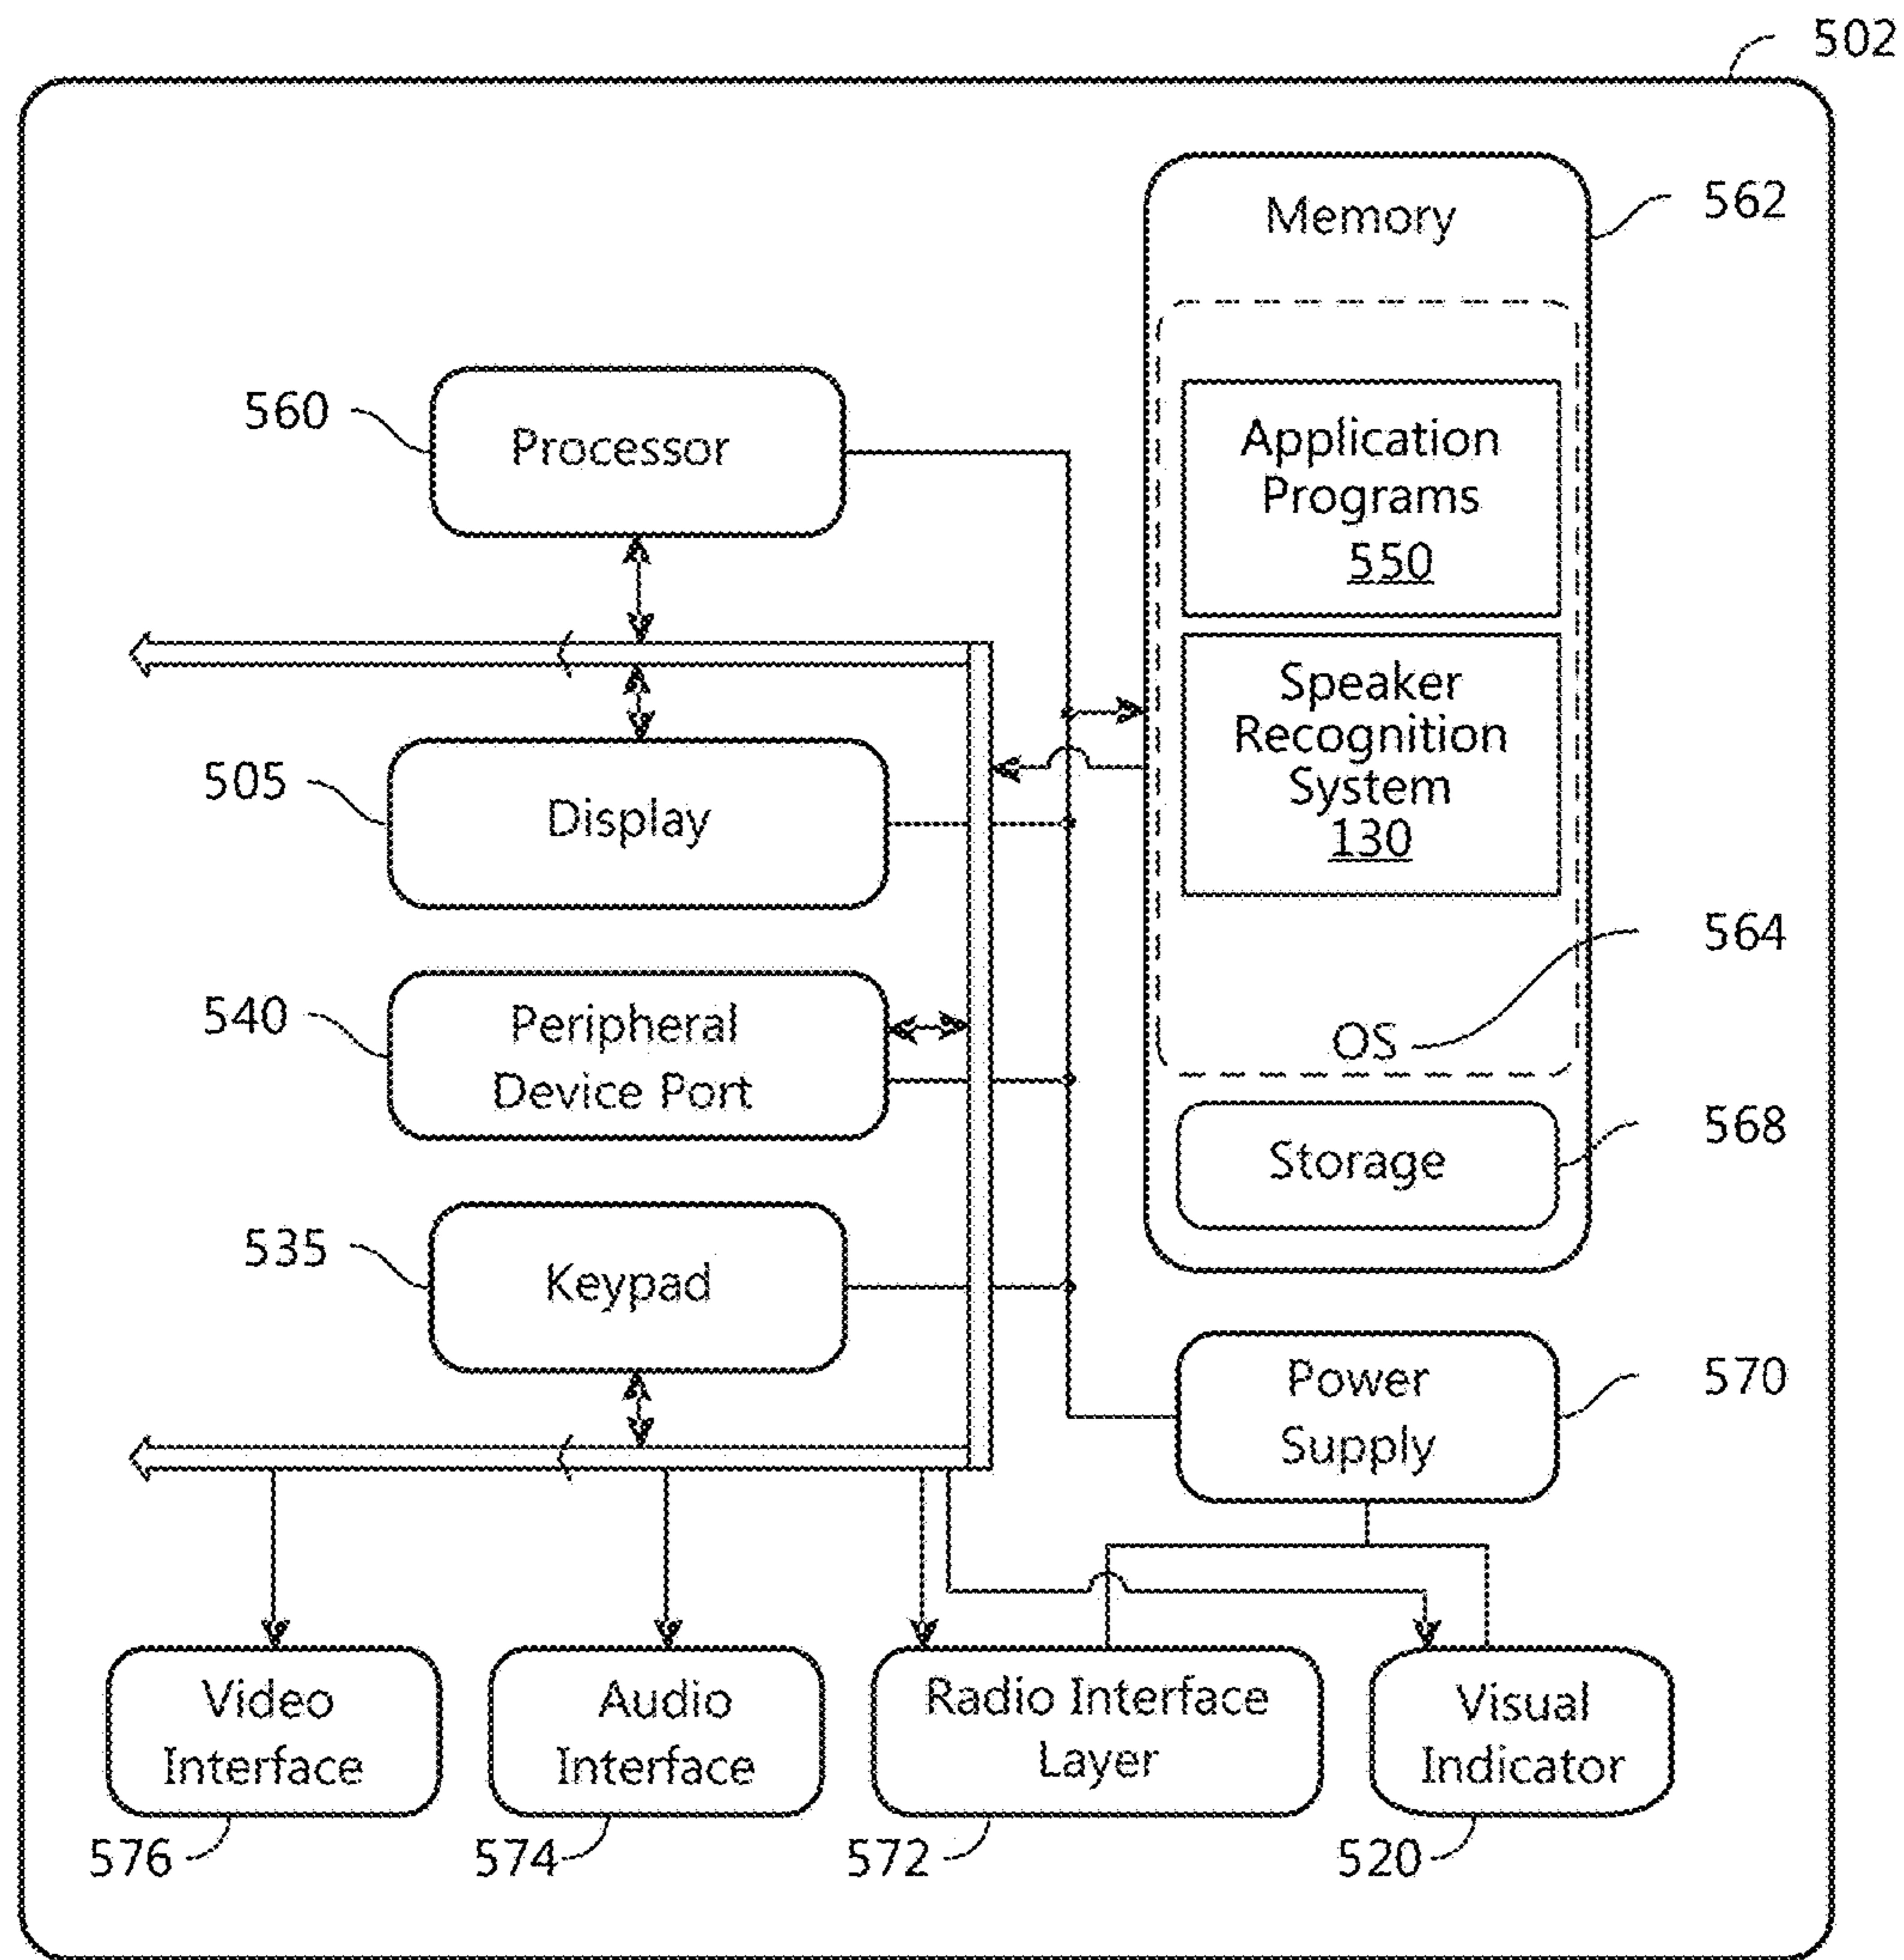 502
Memory
562
560
Processor
Application
Programs
550
Speaker
Recognition
System
130
505
Display
564
OS
540
Peripheral
Device Port
568
Storage
535
Keypad
Power
Supply
570
Video
Interface
Audio
Interface
Radio Interface
Layer
Visual
Indicator
576
574
572
520